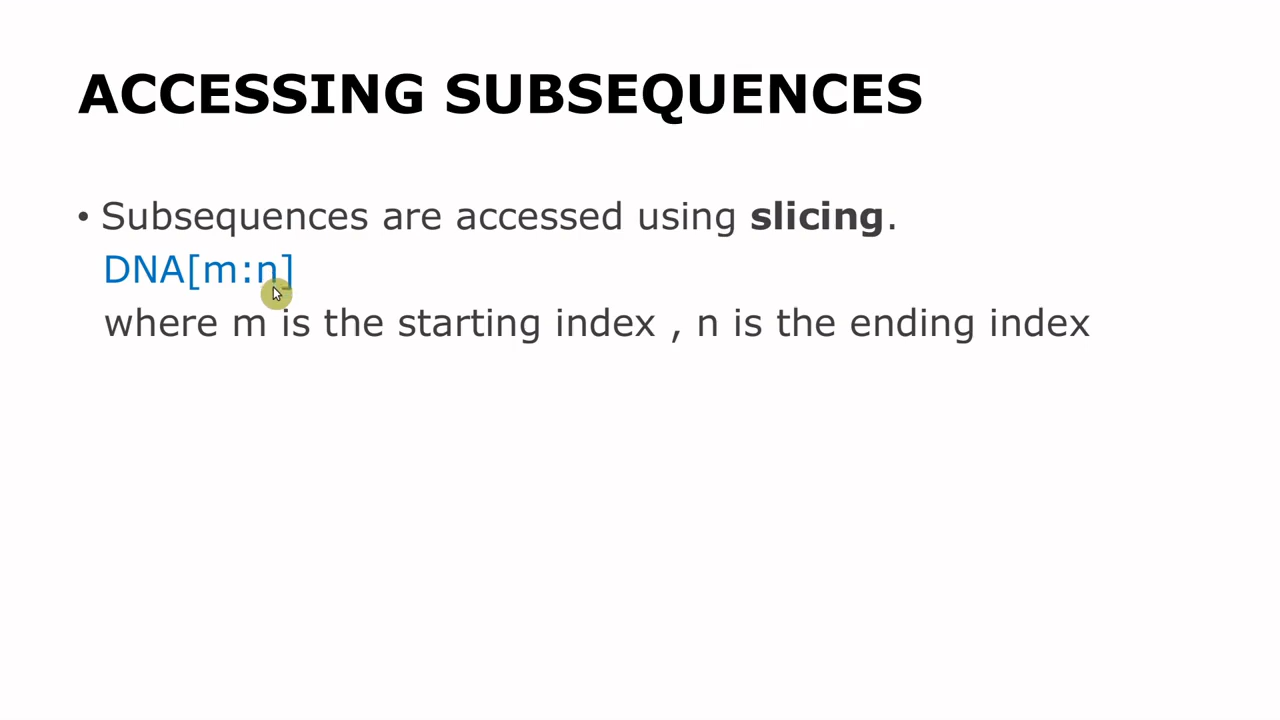 ACCESSING SUBSEQUENCES
• Subsequences are accessed using slicing.
DNA[m:n]
where m is the starting index , n is the ending index